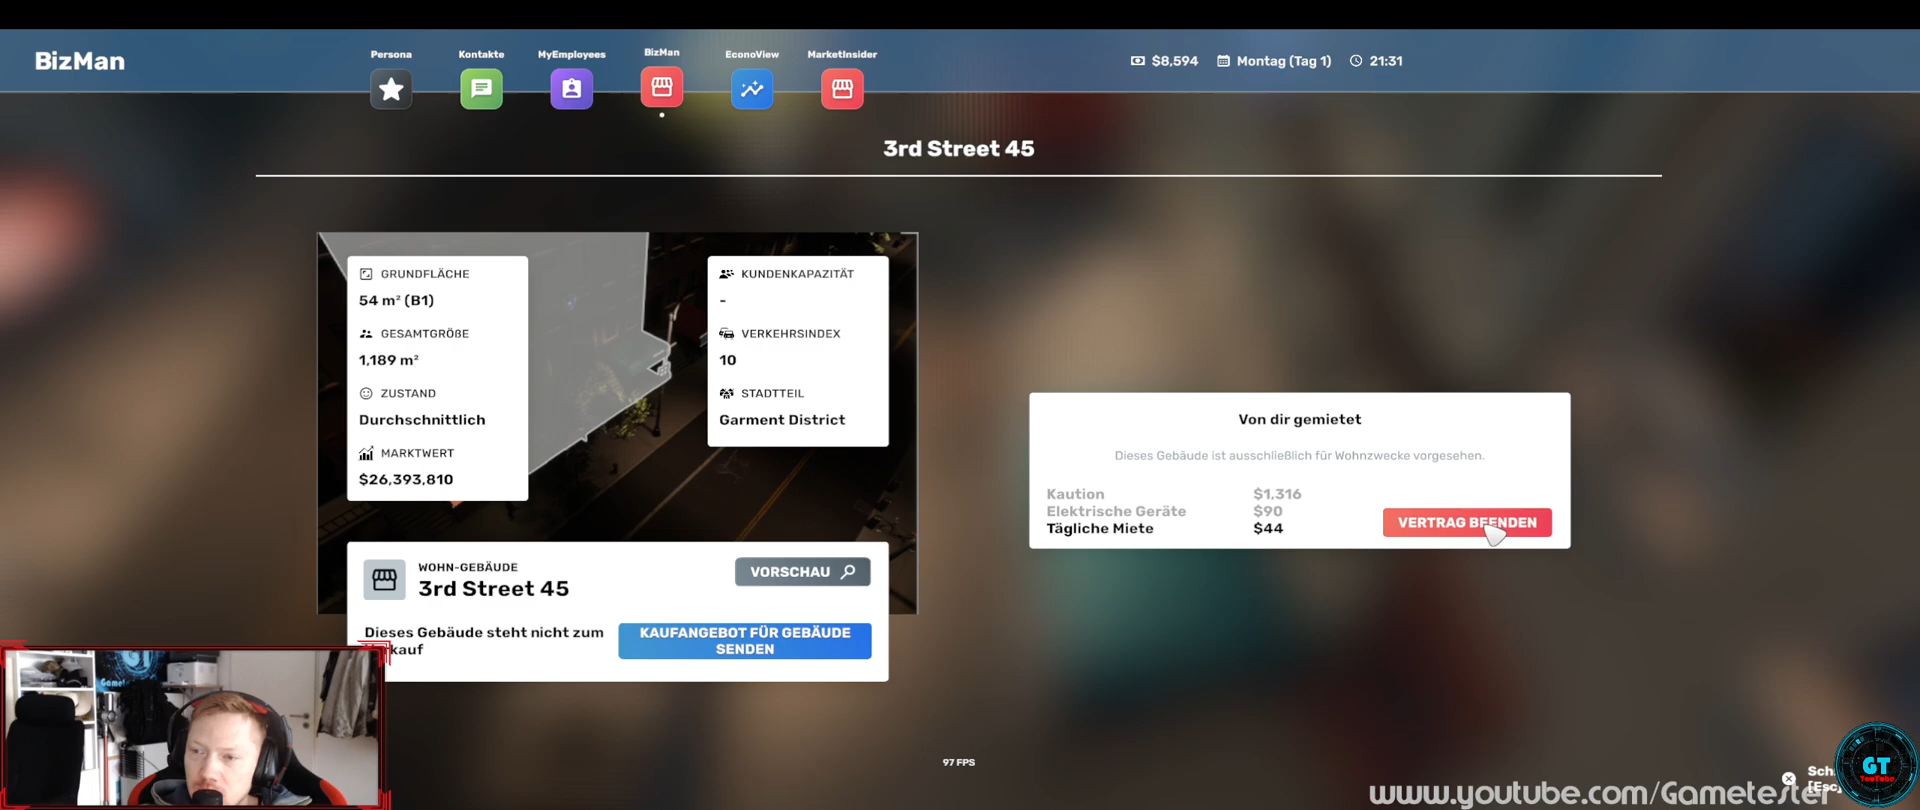 BizMan
Persona
Kontakte
MyEmployees
BizMan
EconoView
MarketInsider
$8,594
Montag (Tag 1)
21:31
3rd Street 45
GRUNDFLÄCHE
54 m² (B1)
GESAMTGRÖßE
1,189 m²
ZUSTAND
Durchschnittlich
MARKTWERT
$26,393,810
KUNDENKAPAZITÄT
-
VERKEHRSINDEX
10
STADTTEIL
Garment District
WOHN-GEBÄUDE
3rd Street 45
VORSCHAU
Dieses Gebäude steht nicht zum
kauf
KAUFANGEBOT FÜR GEBÄUDE
SENDEN
Von dir gemietet
Dieses Gebäude ist ausschließlich für Wohnzwecke vorgesehen.
Kaution $1,316
Elektrische Geräte $90
Tägliche Miete $44
VERTRAG BEENDEN
97 FPS
GT
YouTube
Sch
[Esc]
www.youtube.com/Gametester